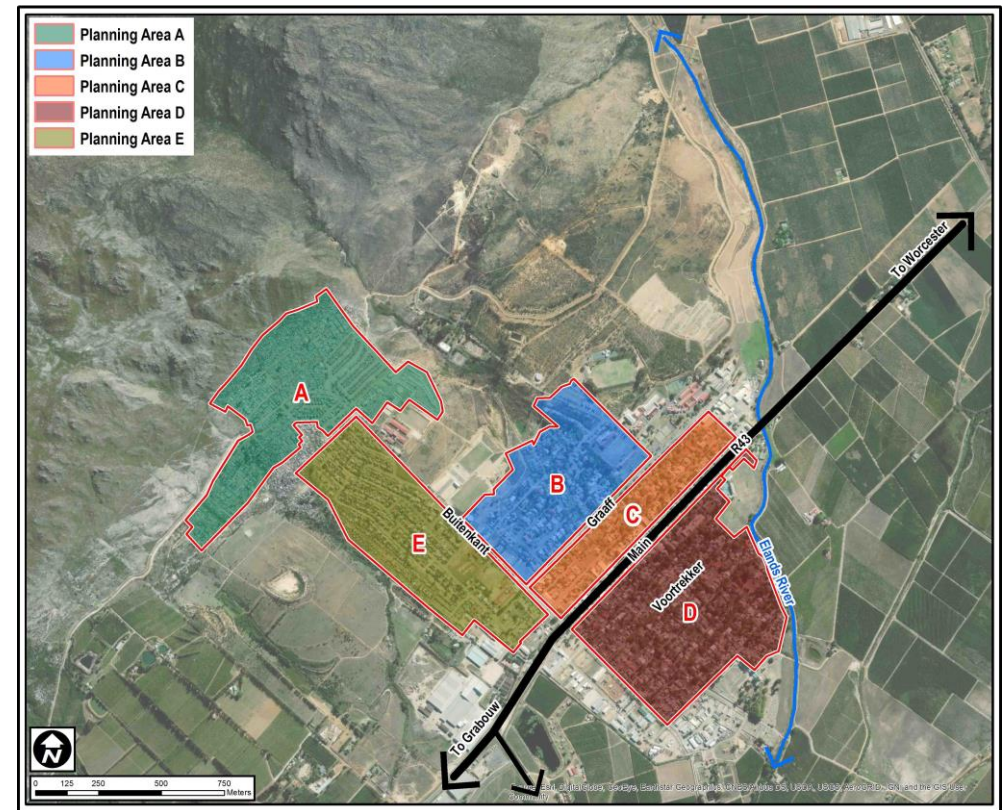 Planning Area A
Planning Area B
Planning Area C
Planning Area D
Planning Area E
To Worcester
R43
A
B
Graaff
C
Buitenkant
E
Main
Voortrekker
D
Elands River
To Grabouw
N
0 125 250 500 750
Meters